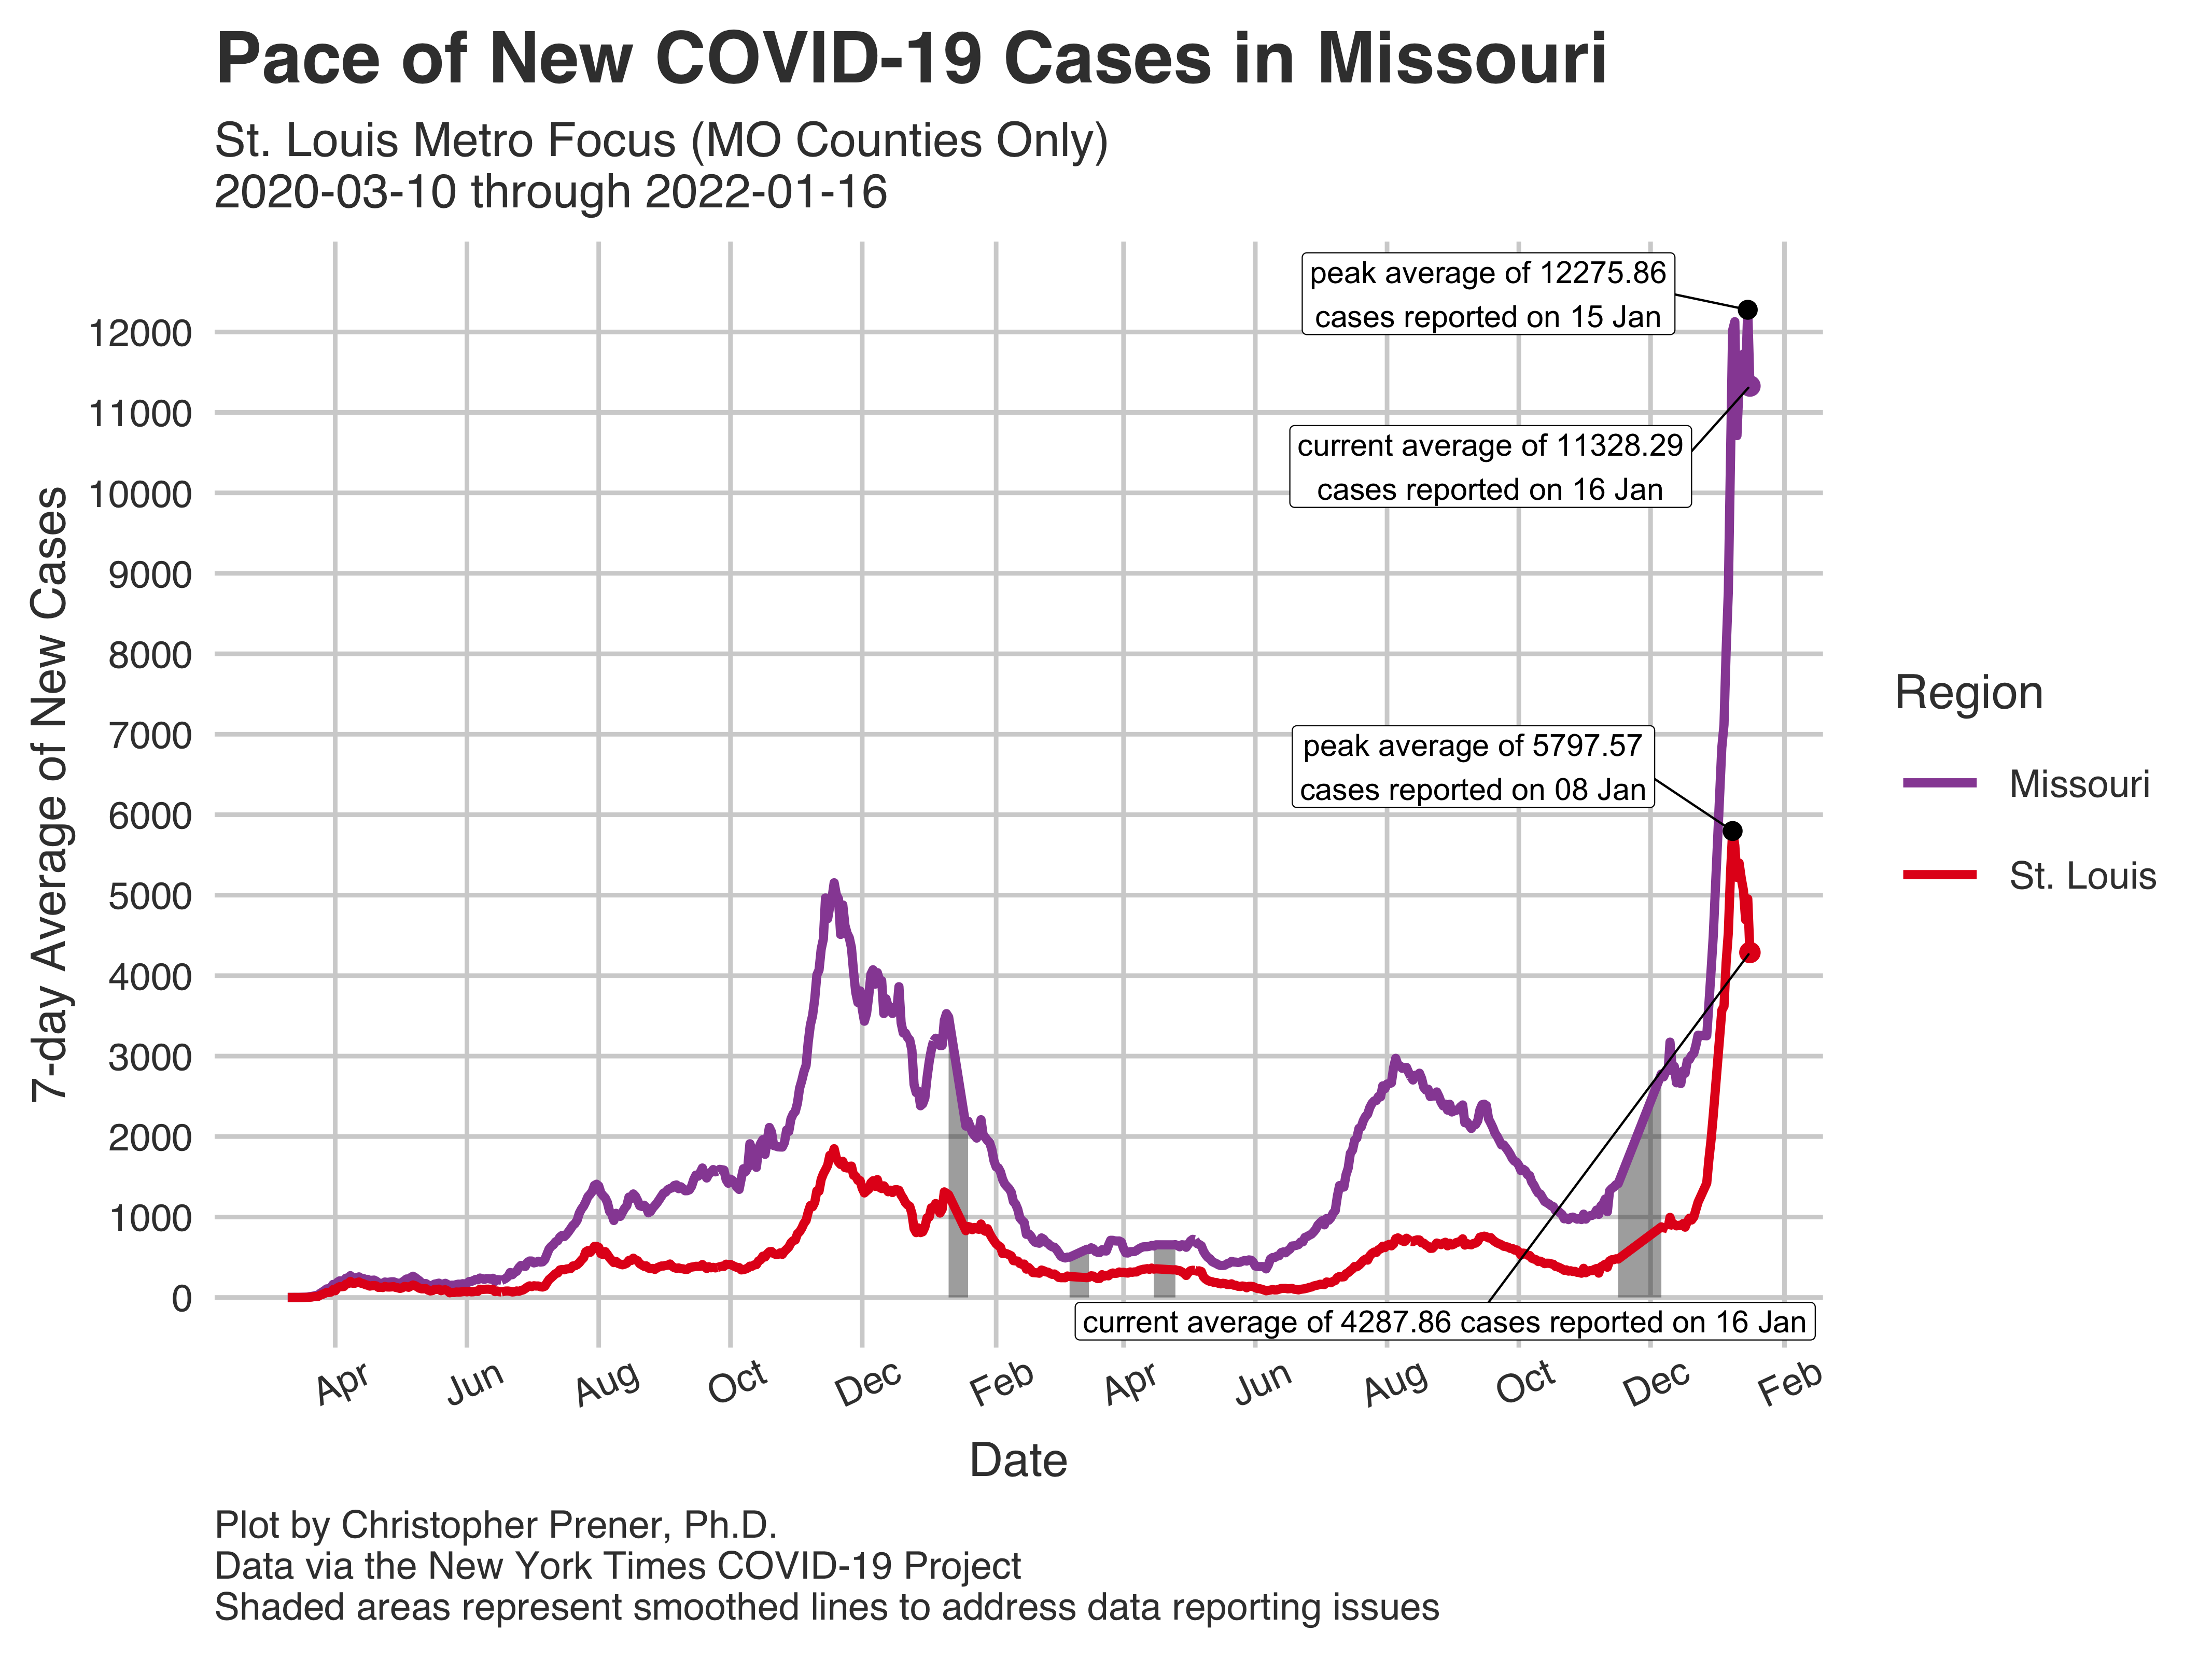 Pace of New COVID-19 Cases in Missouri
St. Louis Metro Focus (MO Counties Only)
2020-03-10 through 2022-01-16
peak average of 12275.86
cases reported on 15 Jan
current average of 11328.29
cases reported on 16 Jan
peak average of 5797.57
cases reported on 08 Jan
current average of 4287.86 cases reported on 16 Jan
7-day Average of New Cases
12000
11000
10000
9000
8000
7000
6000
5000
4000
3000
2000
1000
0
Apr
Jun
Aug
Oct
Dec
Feb
Apr
Jun
Aug
Oct
Dec
Feb
Date
Region
Missouri
St. Louis
Plot by Christopher Prener, Ph.D.
Data via the New York Times COVID-19 Project
Shaded areas represent smoothed lines to address data reporting issues